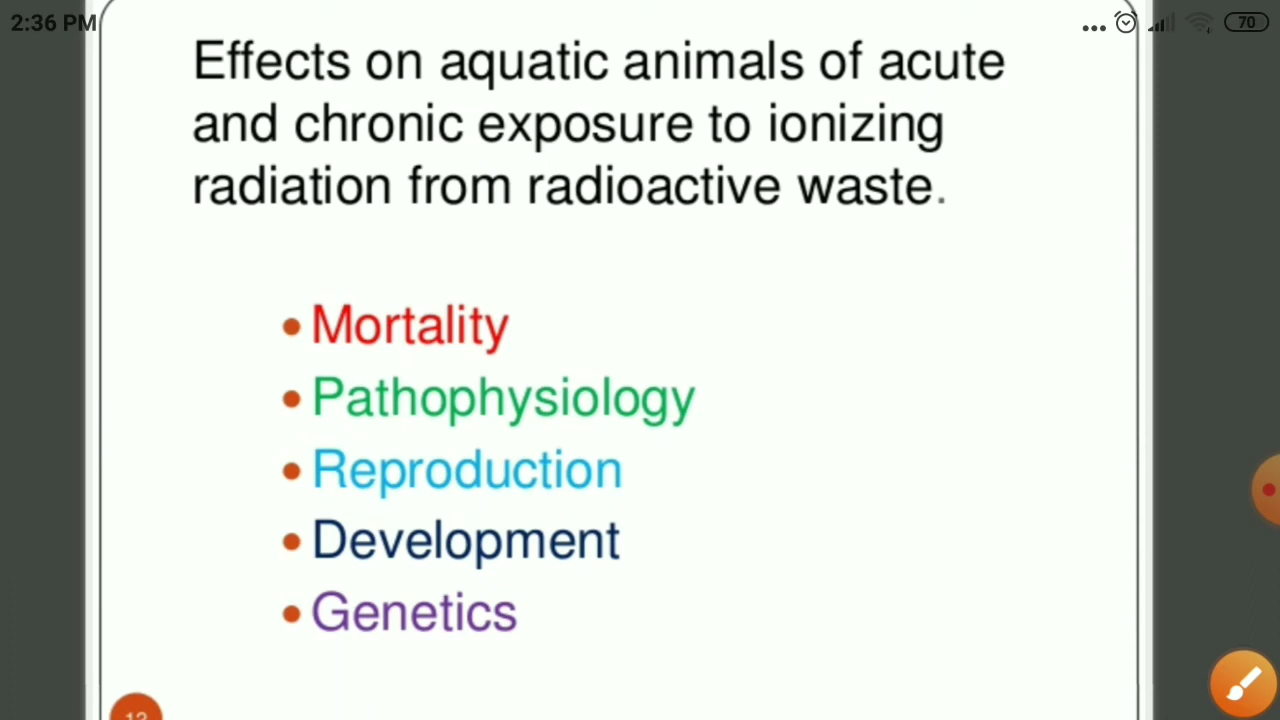 2:36 PM
70
Effects on aquatic animals of acute
and chronic exposure to ionizing
radiation from radioactive waste.
• Mortality
• Pathophysiology
• Reproduction
• Development
• Genetics